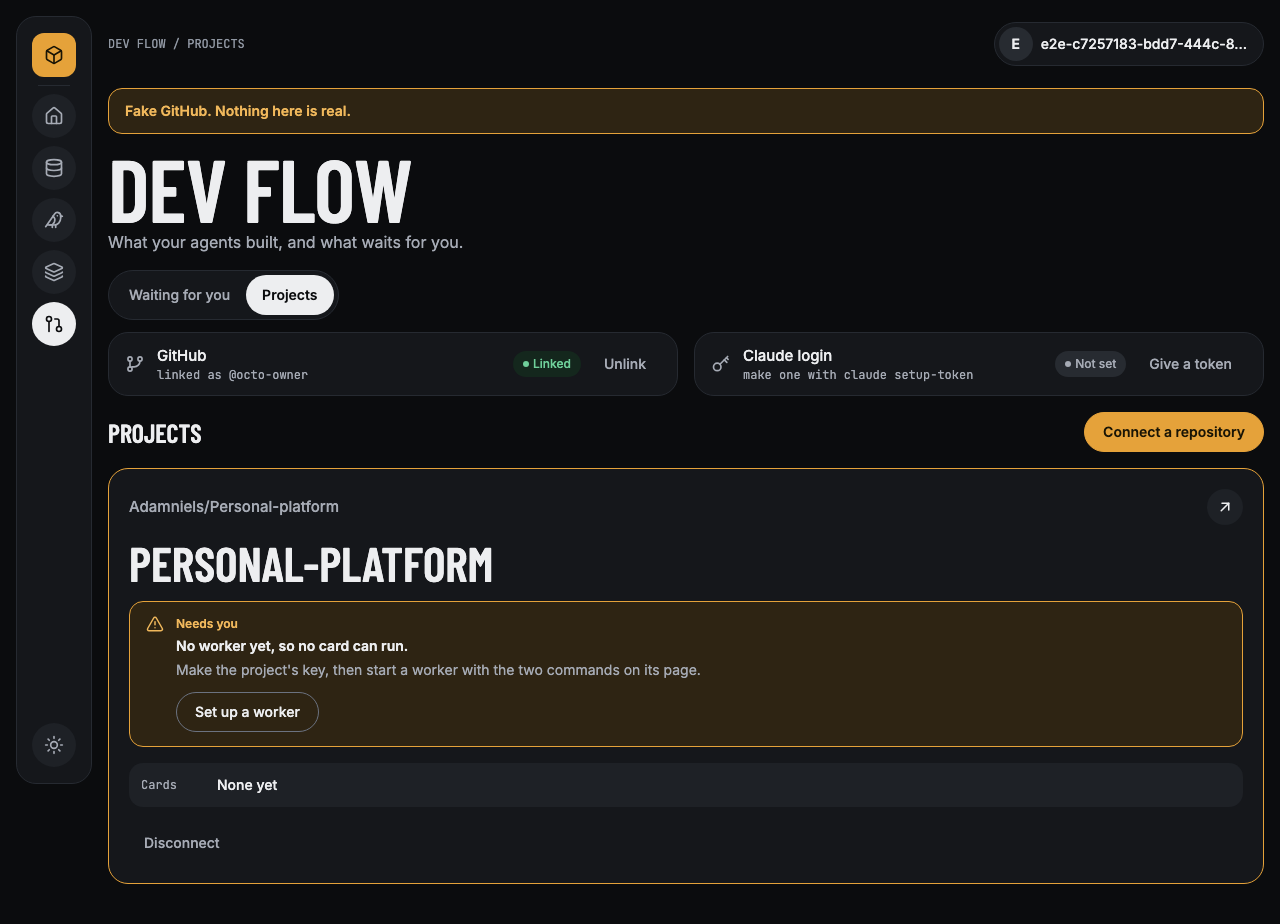 DEV FLOW / PROJECTS
E
e2e-c7257183-bdd7-444c-8...
Fake GitHub. Nothing here is real.
DEV FLOW
What your agents built, and what waits for you.
Waiting for you
Projects
GitHub
linked as @octo-owner
Linked
Unlink
Claude login
make one with claude setup-token
Not set
Give a token
PROJECTS
Connect a repository
Adamniels/Personal-platform
PERSONAL-PLATFORM
Needs you
No worker yet, so no card can run.
Make the project's key, then start a worker with the two commands on its page.
Set up a worker
Cards
None yet
Disconnect